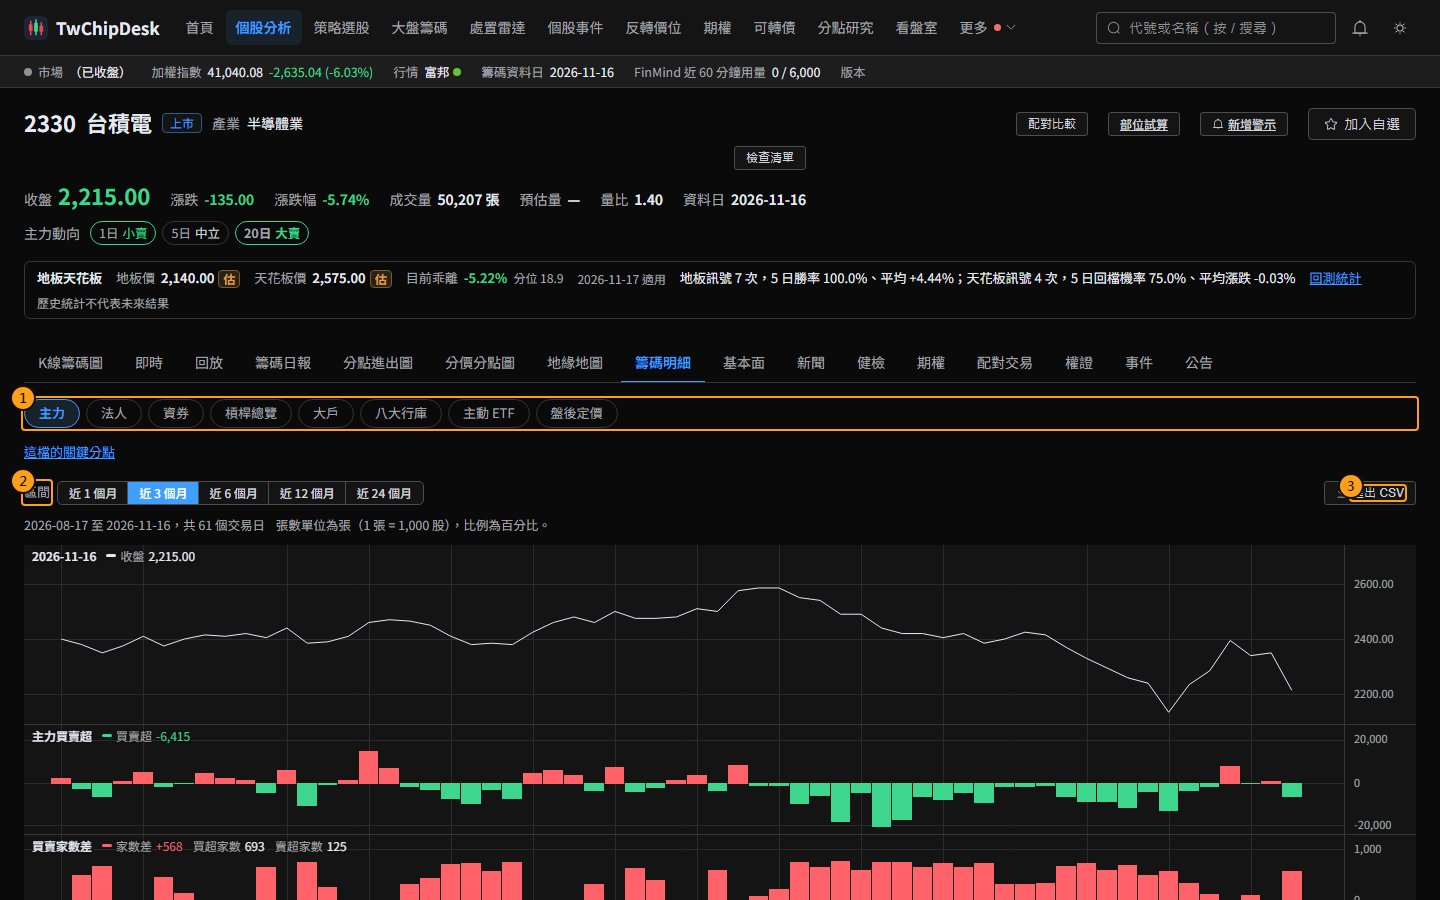 TwChipDesk 首頁 個股分析 策略選股 大盤籌碼 處置雷達 個股事件 反轉價位 期權 可轉債 分點研究 看盤室 更多 代號或名稱 ( 按 / 搜尋 )
市場 （已收盤） 加權指數 41,040.08 -2,635.04 (-6.03%) 行情 富邦 籌碼資料日 2026-11-16 FinMind 近 60 分鐘用量 0 / 6,000 版本
2330 台積電 上市 產業 半導體業 配對比較 部位試算 新增警示 加入自選
檢查清單
收盤 2,215.00 漲跌 -135.00 漲跌幅 -5.74% 成交量 50,207 張 預估量 — 量比 1.40 資料日 2026-11-16
主力動向 1日 小賣 5日 中立 20日 大賣
地板天花板 地板價 2,140.00 估 天花板價 2,575.00 估 目前乖離 -5.22% 分位 18.9 2026-11-17 適用 地板訊號 7 次，5 日勝率 100.0%、平均 +4.44%；天花板訊號 4 次，5 日回檔機率 75.0%、平均漲跌 -0.03% 回測統計
歷史統計不代表未來結果
K線籌碼圖 即時 回放 籌碼日報 分點進出圖 分價分點圖 地緣地圖 籌碼明細 基本面 新聞 健檢 期權 配對交易 權證 事件 公告
1
主力 法人 資券 槓桿總覽 大戶 八大行庫 主動 ETF 盤後定價
這檔的關鍵分點
2 區間 近 1 個月 近 3 個月 近 6 個月 近 12 個月 近 24 個月 3 出 CSV
2026-08-17 至 2026-11-16，共 61 個交易日 張數單位為張（1 張 = 1,000 股），比例為百分比。
2026-11-16 收盤 2,215.00
2600.00
2400.00
2200.00
主力買賣超 買賣超 -6,415
20,000
0
-20,000
買賣家數差 家數差 +568 買超家數 693 賣超家數 125
1,000
0